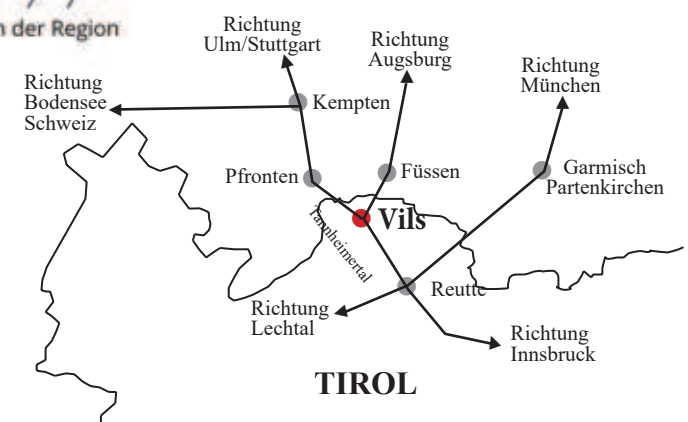 n der Region
Richtung
Ulm/Stuttgart
Richtung
Augsburg
Richtung
München
Richtung
Bodensee
Schweiz
Kempten
Pfronten
Füssen
Garmisch
Partenkirchen
Vils
Tannheimertal
Reutte
Richtung
Lechtal
Richtung
Innsbruck
TIROL